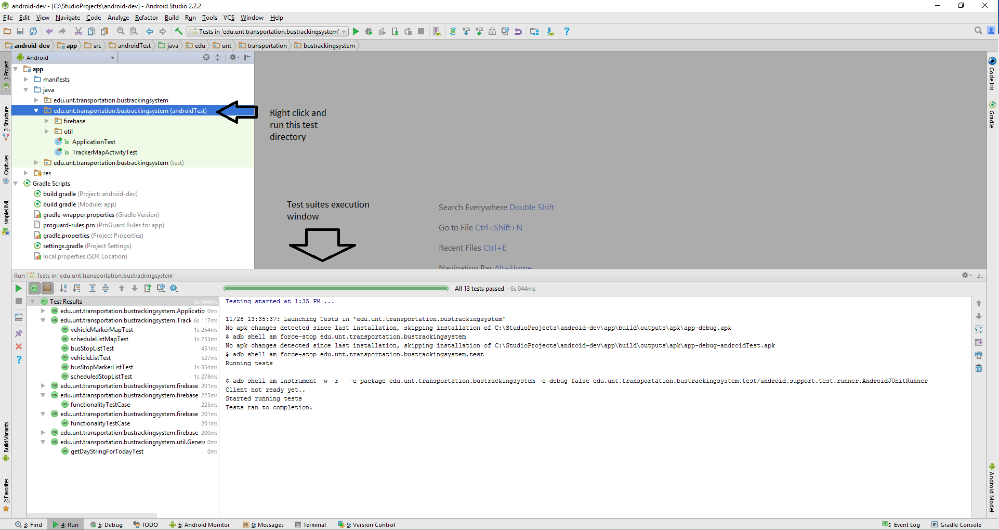 android-dev - [C:\StudioProjects\android-dev] - Android Studio 2.2.2
File Edit View Navigate Code Analyze Refactor Build Run Tools VCS Window Help
Tests in 'edu.unt.transportation.bustrackingsystem'
VCS VCS
android-dev app src androidTest java edu unt transportation bustrackingsystem
1: Project
7: Structure
Captures
simpleUML
Build Variants
2: Favorites
Android
app
manifests
java
edu.unt.transportation.bustrackingsystem
edu.unt.transportation.bustrackingsystem (androidTest)
firebase
util
ApplicationTest
TrackerMapActivityTest
edu.unt.transportation.bustrackingsystem (test)
res
Gradle Scripts
build.gradle (Project: android-dev)
build.gradle (Module: app)
gradle-wrapper.properties (Gradle Version)
proguard-rules.pro (ProGuard Rules for app)
gradle.properties (Project Properties)
settings.gradle (Project Settings)
local.properties (SDK Location)
Right click and
run this test
directory
Test suites execution
window
Search Everywhere Double Shift
Go to File Ctrl+Shift+N
Recent Files Ctrl+E
Navigation Bar Alt+Home
Code Iris
Gradle
Android Model
Run Tests in 'edu.unt.transportation.bustrackingsystem'
All 13 tests passed – 6s 944ms
Test Results 6s 944ms
edu.unt.transportation.bustrackingsystem.Applicatio 0ms
edu.unt.transportation.bustrackingsystem.Track 6s 117ms
vehicleMarkerMapTest 1s 254ms
scheduleListMapTest 1s 253ms
busStopListTest 451ms
vehicleListTest 527ms
busStopMarkerListTest 1s 354ms
scheduledStopListTest 1s 278ms
edu.unt.transportation.bustrackingsystem.firebase 201ms
edu.unt.transportation.bustrackingsystem.firebase 225ms
functionalityTestCase 225ms
edu.unt.transportation.bustrackingsystem.firebase 201ms
functionalityTestCase 201ms
edu.unt.transportation.bustrackingsystem.firebase 200ms
edu.unt.transportation.bustrackingsystem.util.Genera 0ms
getDayStringForTodayTest 0ms
Testing started at 1:35 PM ...
11/28 13:35:37: Launching Tests in 'edu.unt.transportation.bustrackingsystem'
No apk changes detected since last installation, skipping installation of C:\StudioProjects\android-dev\app\build\outputs\apk\app-debug.apk
$ adb shell am force-stop edu.unt.transportation.bustrackingsystem
No apk changes detected since last installation, skipping installation of C:\StudioProjects\android-dev\app\build\outputs\apk\app-debug-androidTest.apk
$ adb shell am force-stop edu.unt.transportation.bustrackingsystem.test
Running tests
$ adb shell am instrument -w -r   -e package edu.unt.transportation.bustrackingsystem -e debug false edu.unt.transportation.bustrackingsystem.test/android.support.test.runner.AndroidJUnitRunner
Client not ready yet..
Started running tests
Tests ran to completion.
3: Find 4: Run 5: Debug TODO 6: Android Monitor 0: Messages Terminal 9: Version Control 5 Event Log Gradle Console